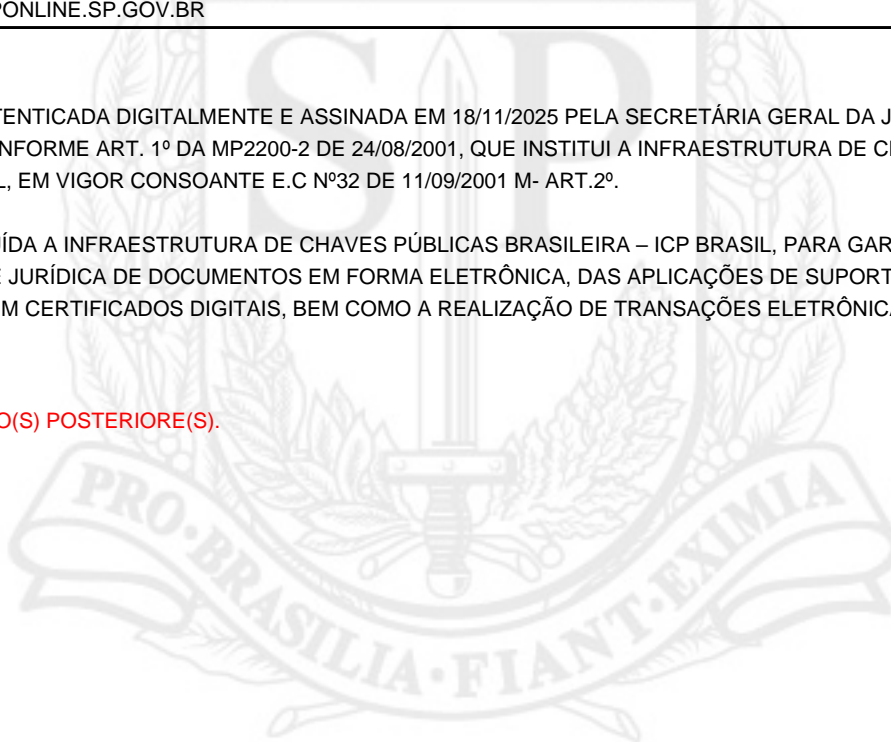 PONLINE.SP.GOV.BR
TENTICADA DIGITALMENTE E ASSINADA EM 18/11/2025 PELA SECRETÁRIA GERAL DA J
NFORME ART. 1º DA MP2200-2 DE 24/08/2001, QUE INSTITUI A INFRAESTRUTURA DE C
L, EM VIGOR CONSOANTE E.C Nº32 DE 11/09/2001 M- ART.2º.
ÍDA A INFRAESTRUTURA DE CHAVES PÚBLICAS BRASILEIRA – ICP BRASIL, PARA GAR
E JURÍDICA DE DOCUMENTOS EM FORMA ELETRÔNICA, DAS APLICAÇÕES DE SUPORT
M CERTIFICADOS DIGITAIS, BEM COMO A REALIZAÇÃO DE TRANSAÇÕES ELETRÔNICA
O(S) POSTERIORE(S).
SP
PRO·BRASILIA·FIANT·EXIMIA